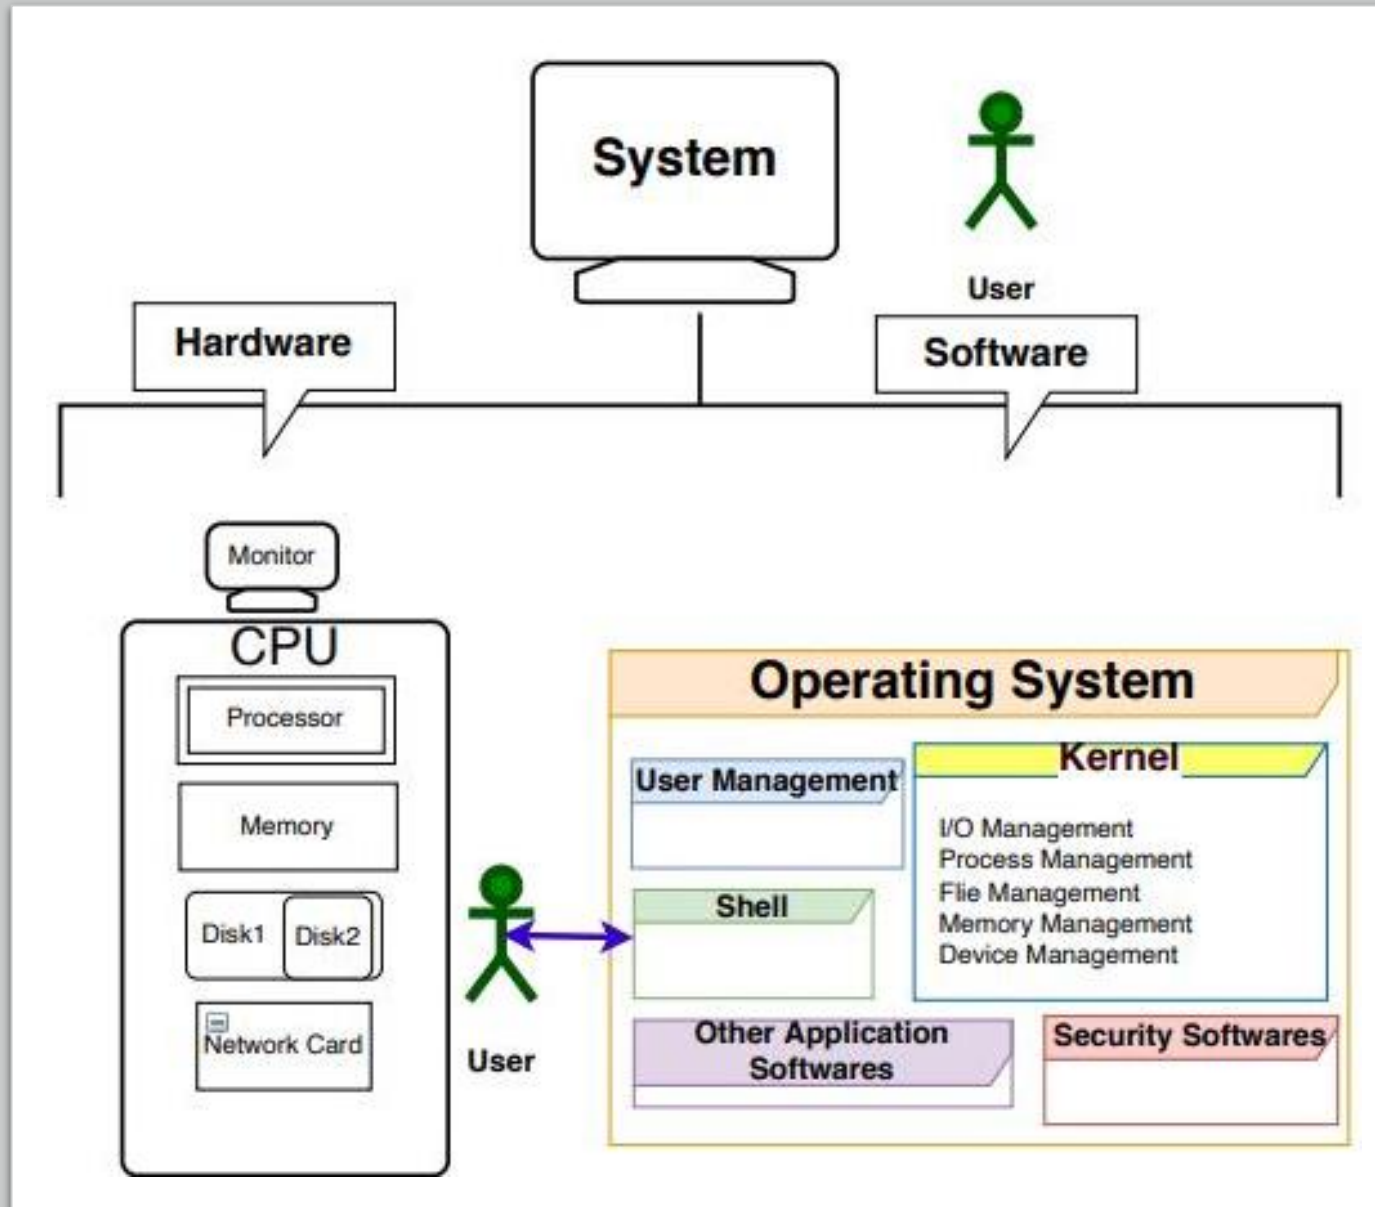 System
User
Hardware
Software
Monitor
CPU
Processor
Memory
Disk1
Disk2
Network Card
User
Operating System
User Management
Kernel
I/O Management
Process Management
Flie Management
Memory Management
Device Management
Shell
Other Application
Softwares
Security Softwares